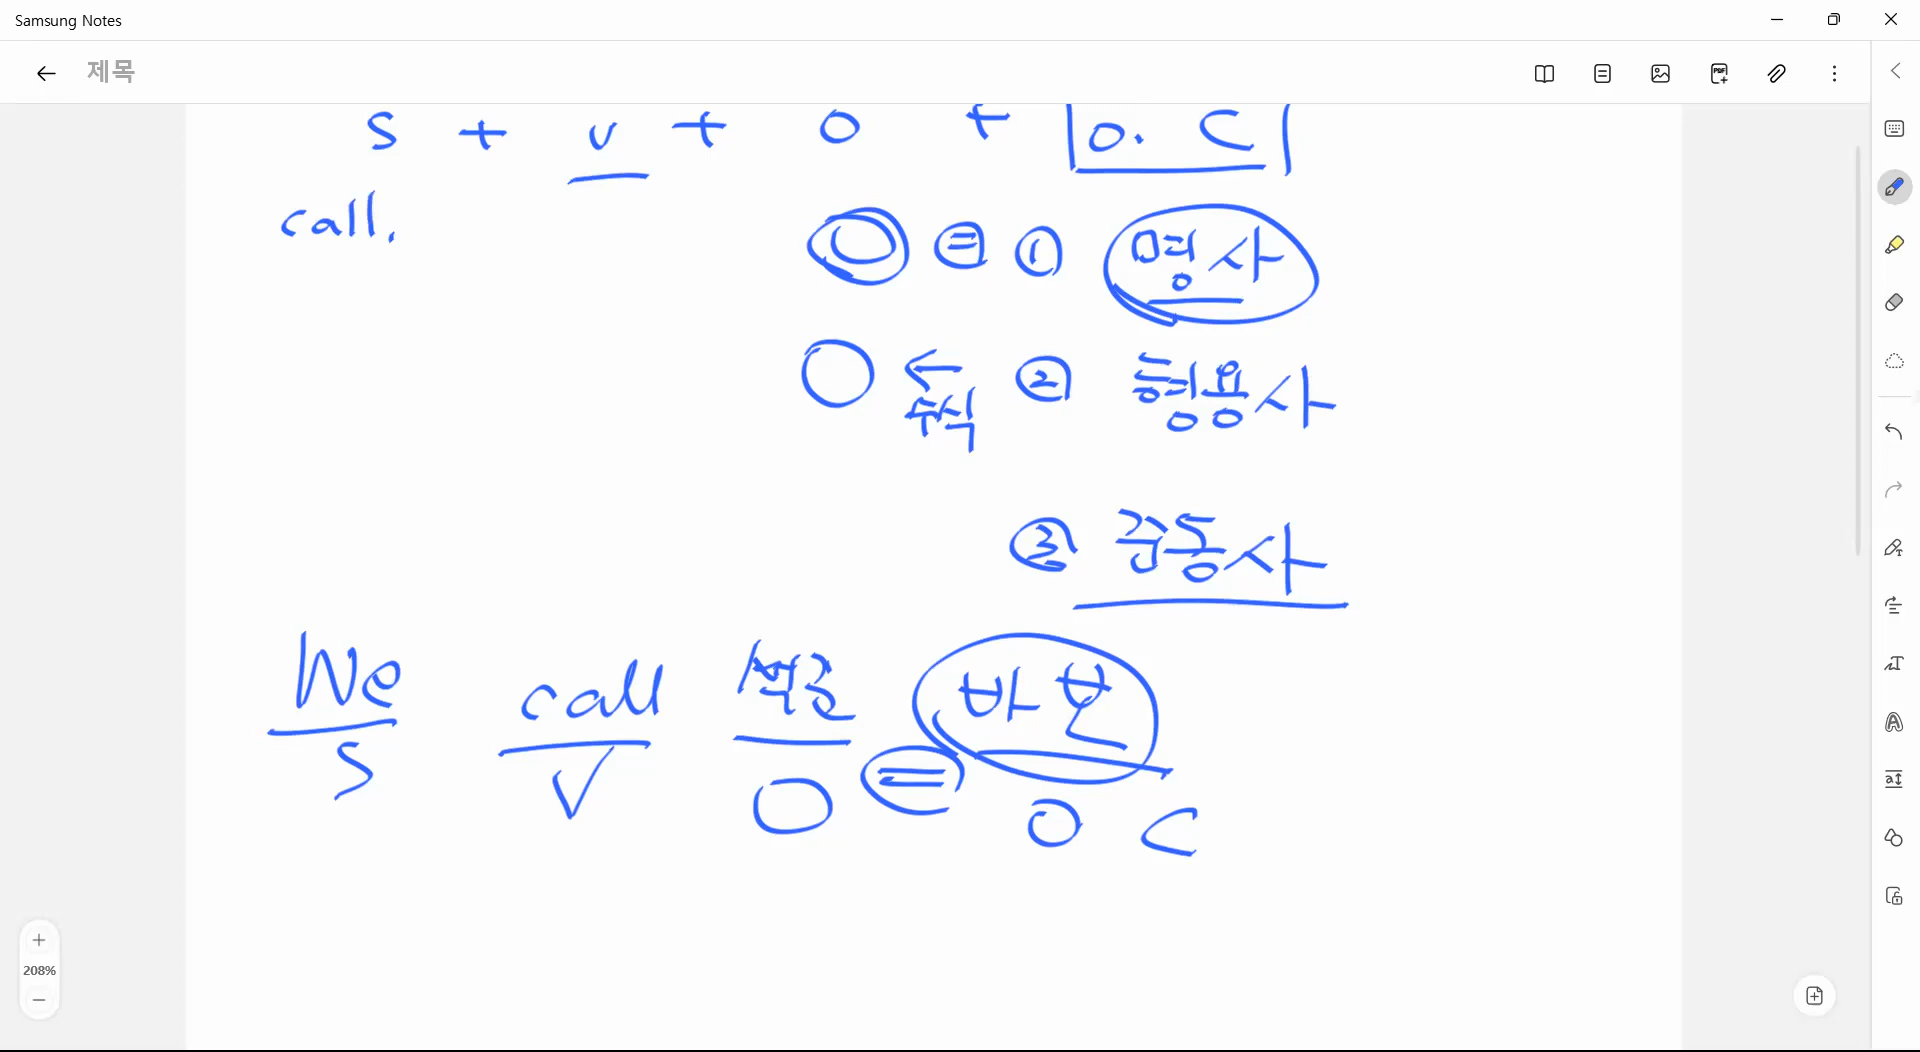 Samsung Notes
제목
S + V + O + O. C
call.
O = ① 명사
O ← ② 형용사
수식
③ 준동사
We call 석준 바보
S V O = O C
208%